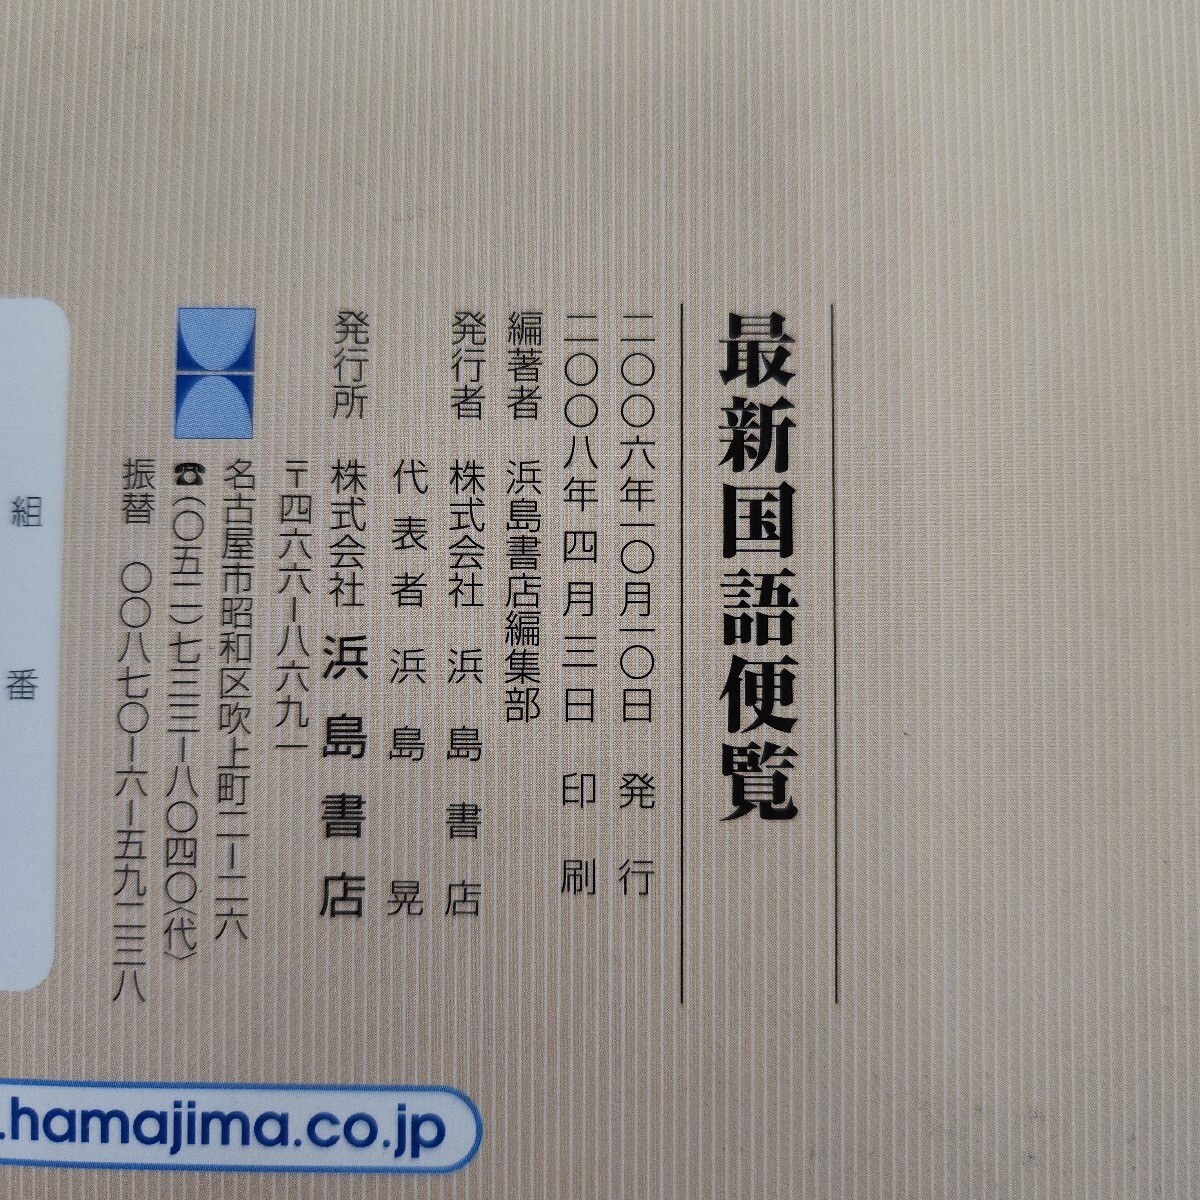 最新国語便覧
二〇〇六年一〇月一〇日 発行
二〇〇八年四月三日 印刷
編著者 浜島書店編集部
発行者 株式会社 浜島書店
代表者 浜島 晃
発行所 株式会社 浜島書店
〒四六六―八六九一
名古屋市昭和区吹上町二―二六
☎(〇五二)七三三―八〇四〇〈代〉
振替 〇〇八七〇―六―五九二三八
組
番
.hamajima.co.jp